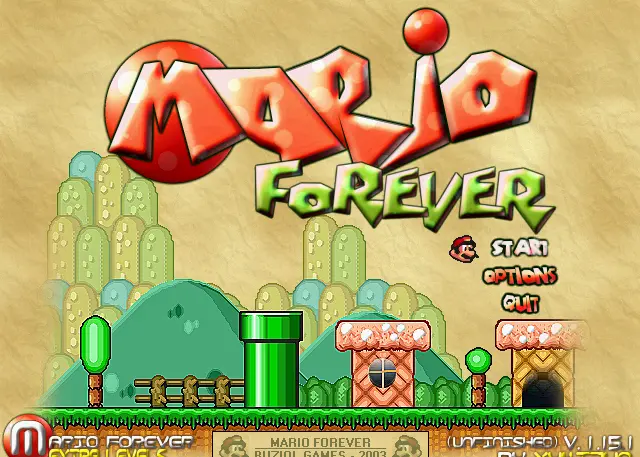 MARIO
FOREVER
START
OPTIONS
QUIT
MARIO FOREVER
(UNFINISHED) V. 1.15.1
MARIO FOREVER
BUZIOL GAMES - 2003